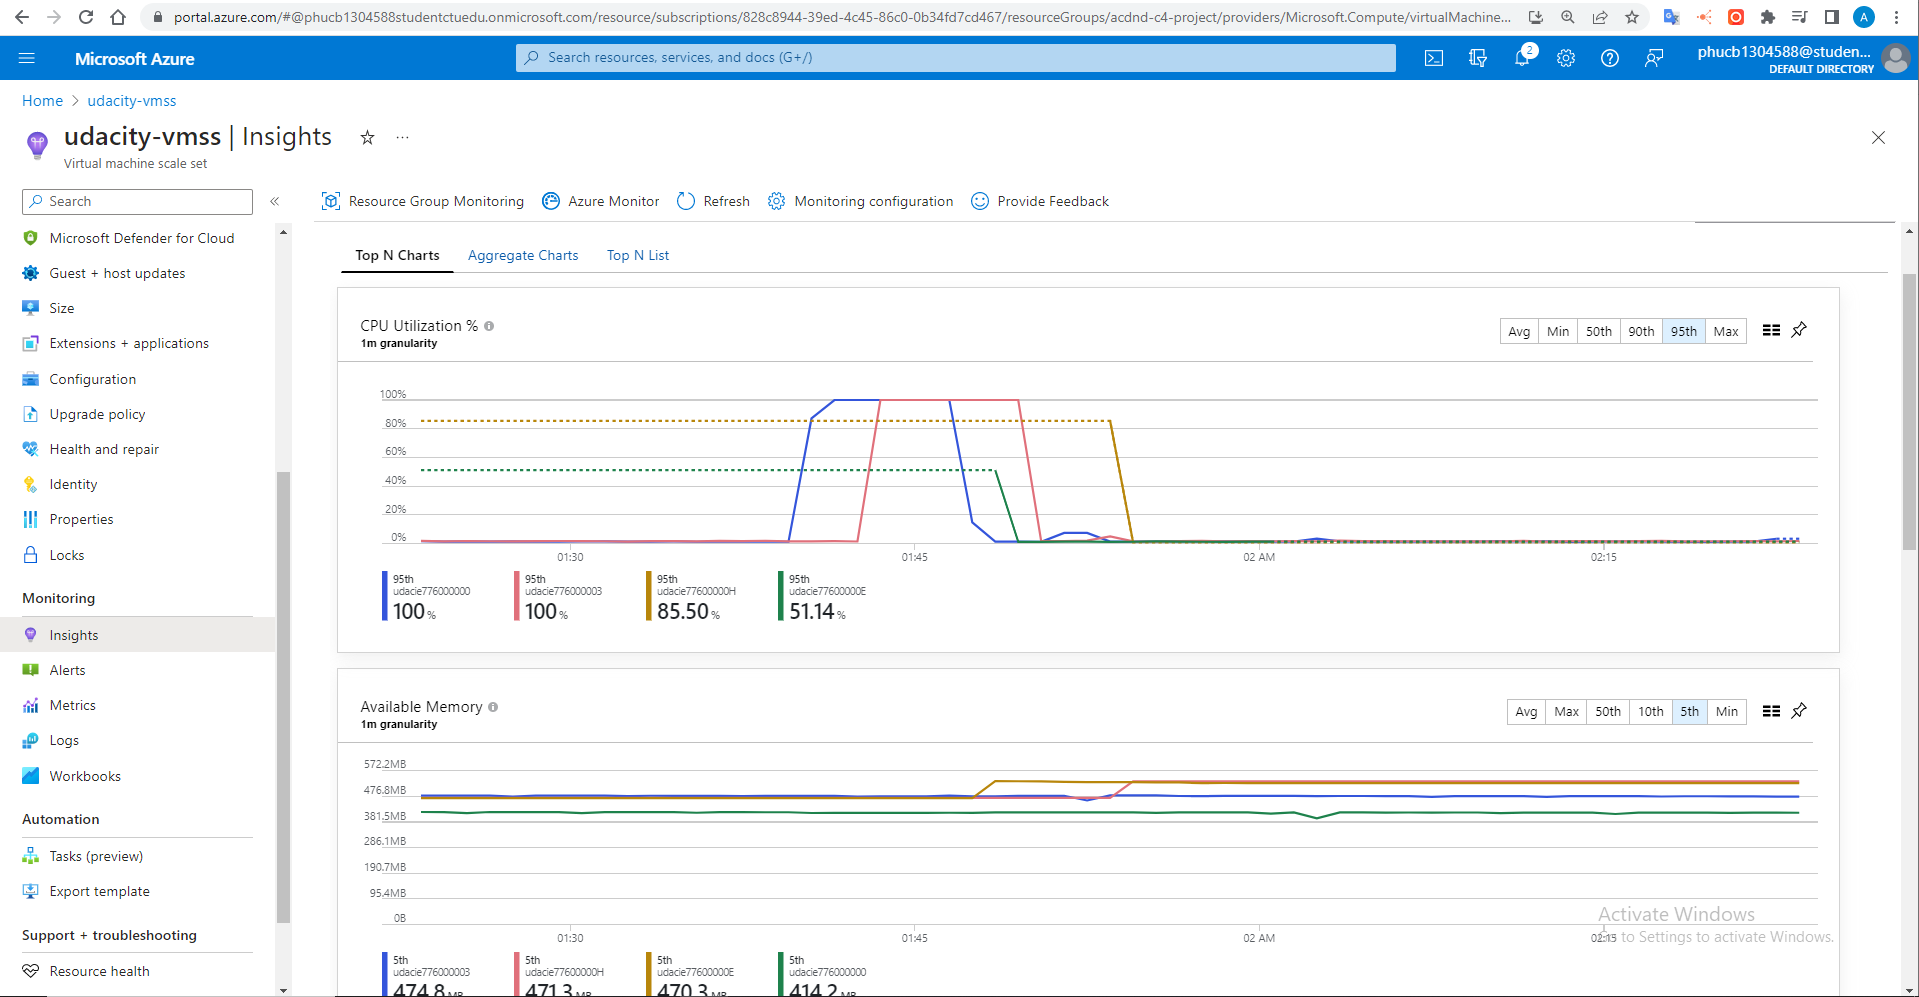 portal.azure.com/#@phucb1304588studentctuedu.onmicrosoft.com/resource/subscriptions/828c8944-39ed-4c45-86c0-0b34fd7cd467/resourceGroups/acdnd-c4-project/providers/Microsoft.Compute/virtualMachine...
A
Microsoft Azure
Search resources, services, and docs (G+/)
2
phucb1304588@studen...
DEFAULT DIRECTORY
Home > udacity-vmss
udacity-vmss | Insights
Virtual machine scale set
Search
Microsoft Defender for Cloud
Guest + host updates
Size
Extensions + applications
Configuration
Upgrade policy
Health and repair
Identity
Properties
Locks
Monitoring
Insights
Alerts
Metrics
Logs
Workbooks
Automation
Tasks (preview)
Export template
Support + troubleshooting
Resource health
Resource Group Monitoring
Azure Monitor
Refresh
Monitoring configuration
Provide Feedback
Top N Charts
Aggregate Charts
Top N List
CPU Utilization %
1m granularity
Avg Min 50th 90th 95th Max
100%
80%
60%
40%
20%
0%
01:30 01:45 02 AM 02:15
95th
udacie776000000
100 %
95th
udacie776000003
100 %
95th
udacie77600000H
85.50 %
95th
udacie77600000E
51.14 %
Available Memory
1m granularity
Avg Max 50th 10th 5th Min
572.2MB
476.8MB
381.5MB
286.1MB
190.7MB
95.4MB
0B
01:30 01:45 02 AM 02:15
5th
udacie776000003
474.8 MB
5th
udacie77600000H
471.3 MB
5th
udacie77600000E
470.3 MB
5th
udacie776000000
414.2 MB
Activate Windows
Go to Settings to activate Windows.